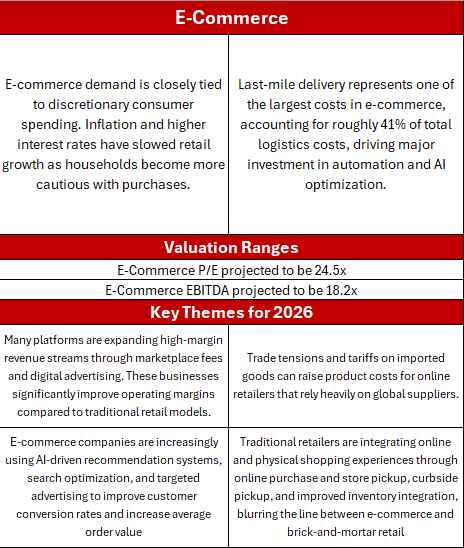 E-Commerce
E-commerce demand is closely tied
to discretionary consumer
spending. Inflation and higher
interest rates have slowed retail
growth as households become more
cautious with purchases.
Last-mile delivery represents one of
the largest costs in e-commerce,
accounting for roughly 41% of total
logistics costs, driving major
investment in automation and AI
optimization.
Valuation Ranges
E-Commerce P/E projected to be 24.5x
E-Commerce EBITDA projected to be 18.2x
Key Themes for 2026
Many platforms are expanding high-margin
revenue streams through marketplace fees
and digital advertising. These businesses
significantly improve operating margins
compared to traditional retail models.
Trade tensions and tariffs on imported
goods can raise product costs for online
retailers that rely heavily on global suppliers.
E-commerce companies are increasingly
using AI-driven recommendation systems,
search optimization, and targeted
advertising to improve customer
conversion rates and increase average
order value
Traditional retailers are integrating online
and physical shopping experiences through
online purchase and store pickup, curbside
pickup, and improved inventory integration,
blurring the line between e-commerce and
brick-and-mortar retail